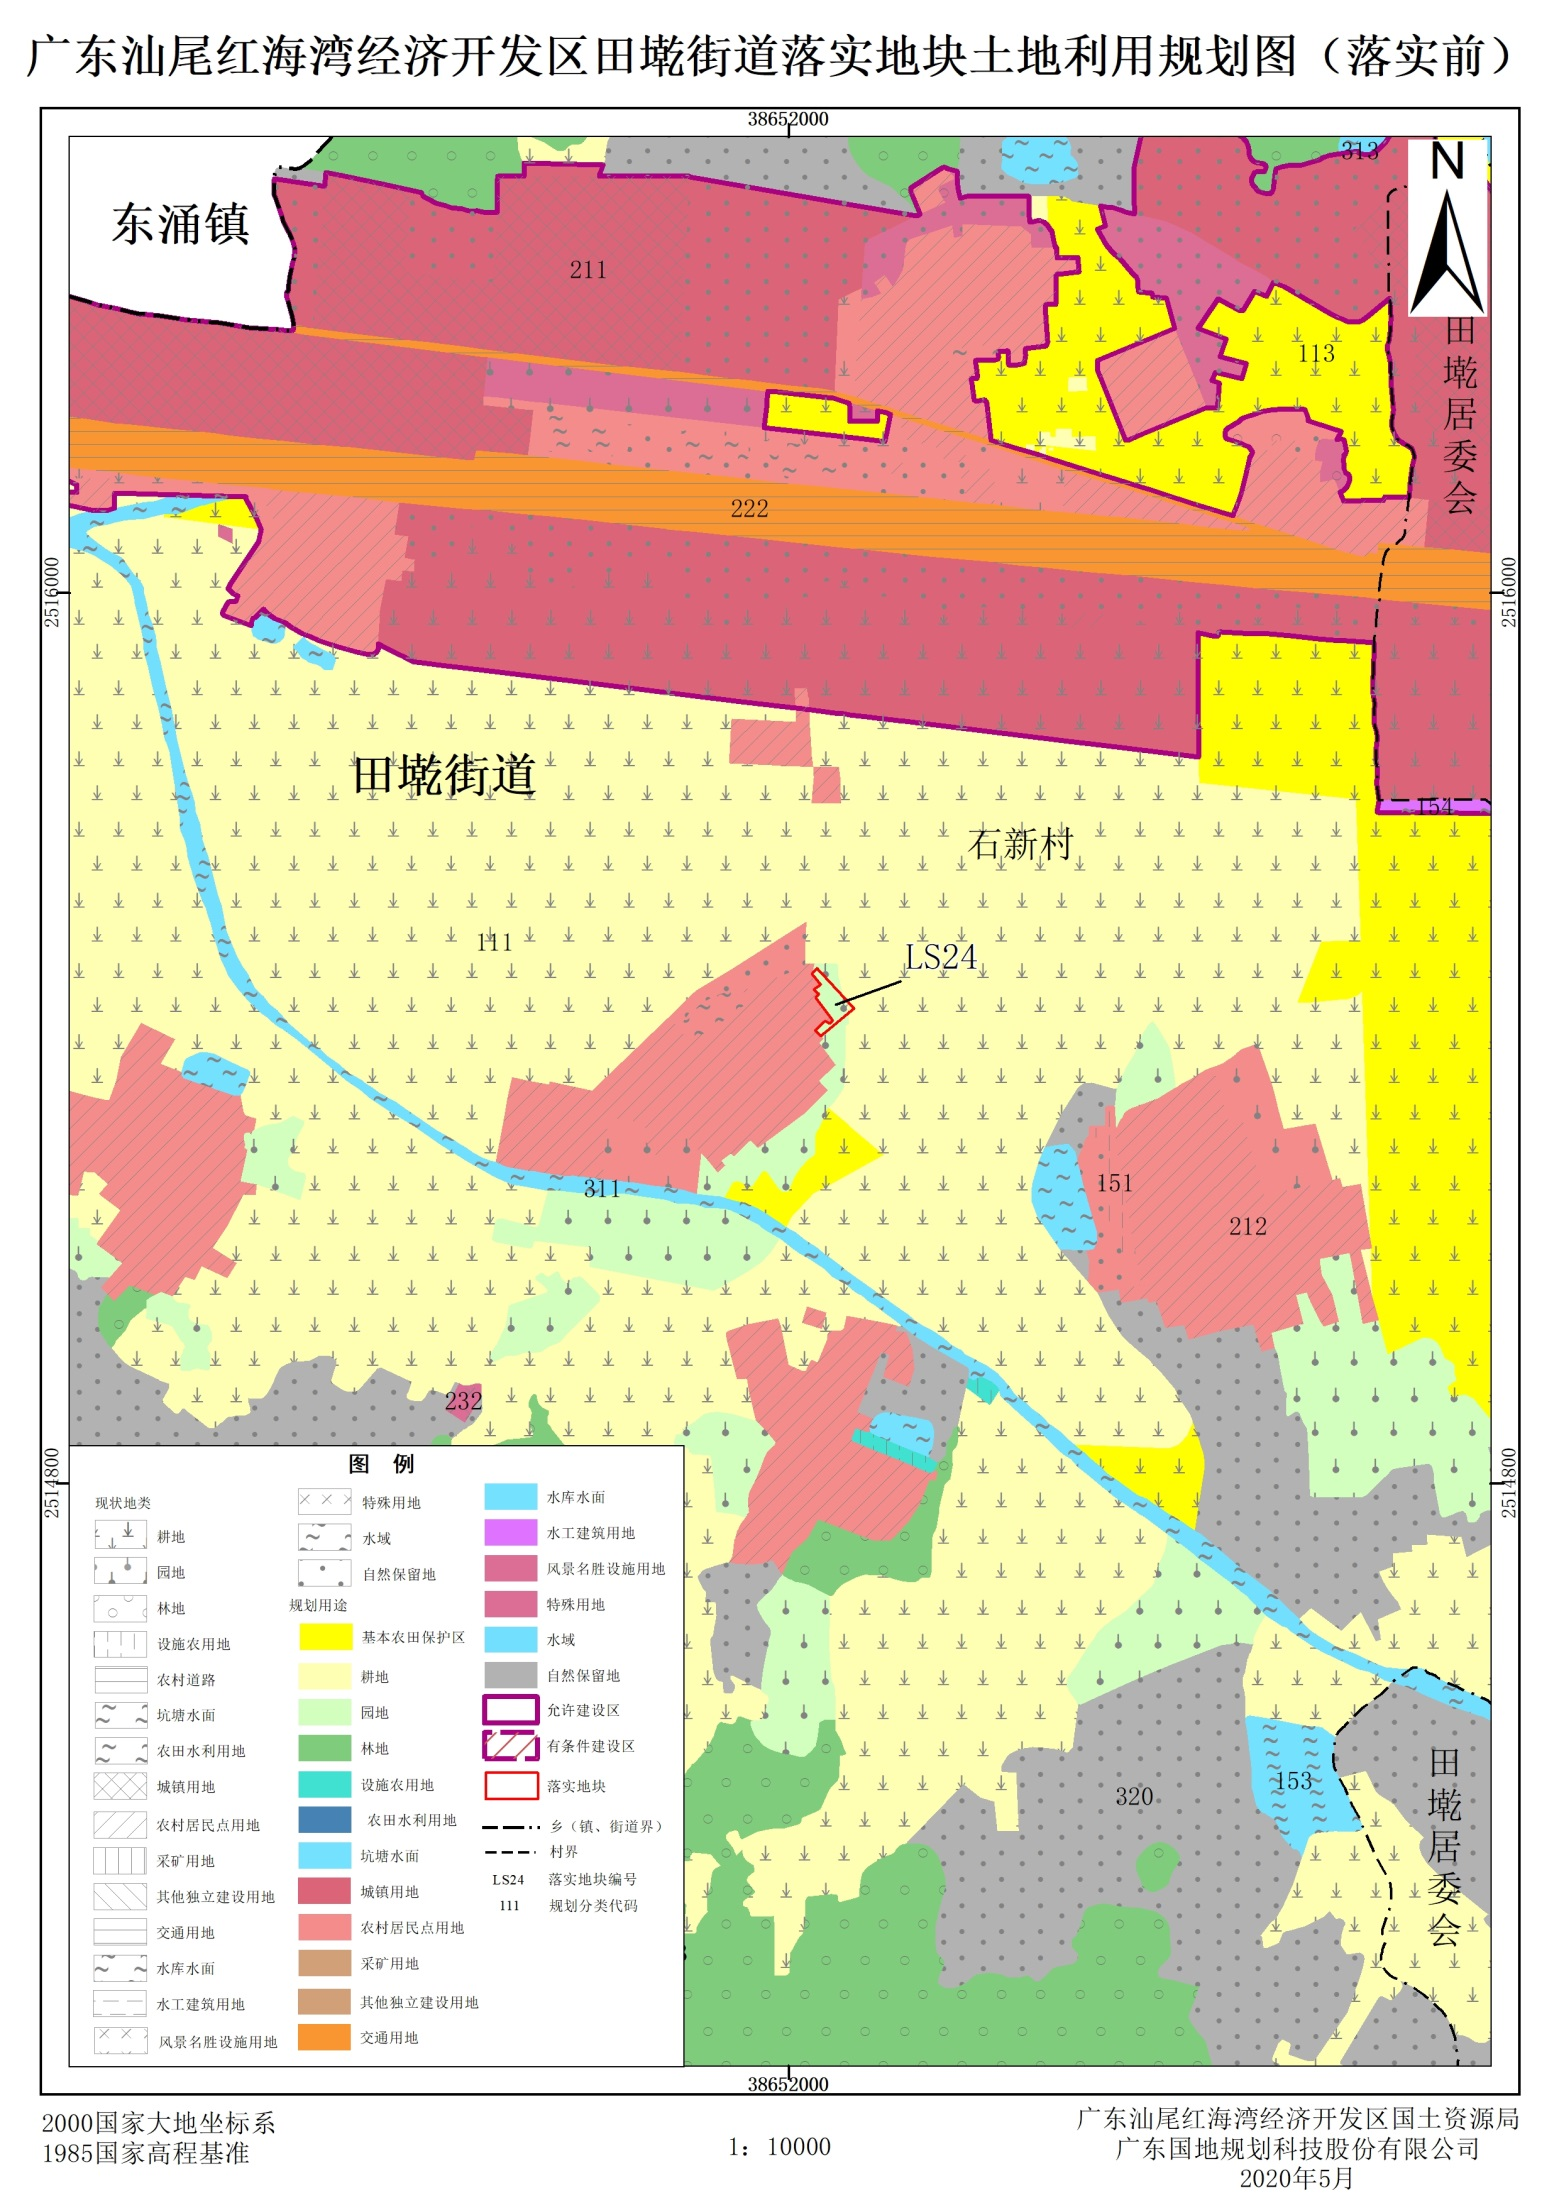 广东汕尾红海湾经济开发区田墘街道落实地块土地利用规划图（落实前）
38652000
313
N
东涌镇
211
113
田墘居委会
222
2516000
2516000
田墘街道
154
石新村
111
LS24
311
151
212
232
2514800
2514800
图 例
现状地类
耕地
园地
林地
设施农用地
农村道路
坑塘水面
农田水利用地
城镇用地
农村居民点用地
采矿用地
其他独立建设用地
交通用地
水库水面
水工建筑用地
风景名胜设施用地
特殊用地
水域
自然保留地
规划用途
基本农田保护区
耕地
园地
林地
设施农用地
农田水利用地
坑塘水面
城镇用地
农村居民点用地
采矿用地
其他独立建设用地
交通用地
水库水面
水工建筑用地
风景名胜设施用地
特殊用地
水域
自然保留地
允许建设区
有条件建设区
落实地块
乡（镇、街道界）
村界
LS24 落实地块编号
111 规划分类代码
320
153
田墘居委会
38652000
2000国家大地坐标系
1985国家高程基准
1：10000
广东汕尾红海湾经济开发区国土资源局
广东国地规划科技股份有限公司
2020年5月